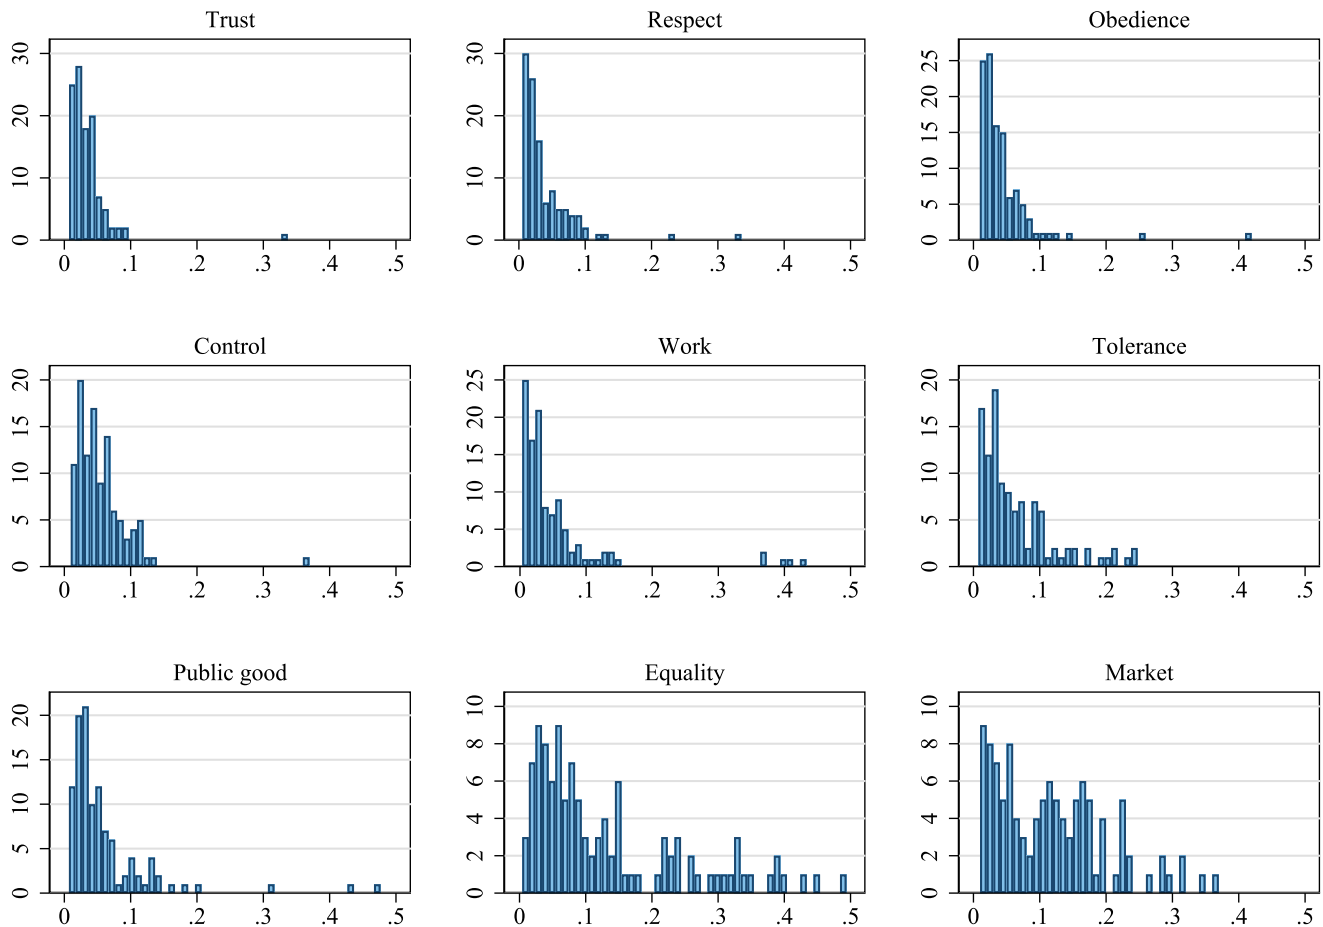 Trust Respect Obedience
30 30 25
20 20 20
15
10 10 10
5
0 0 0
0 .1 .2 .3 .4 .5 0 .1 .2 .3 .4 .5 0 .1 .2 .3 .4 .5
Control Work Tolerance
20 25 20
20
15 15 15
10 10 10
5 5 5
0 0 0
0 .1 .2 .3 .4 .5 0 .1 .2 .3 .4 .5 0 .1 .2 .3 .4 .5
Public good Equality Market
20 10 10
15 8 8
10 6 6
4 4
5 2 2
0 0 0
0 .1 .2 .3 .4 .5 0 .1 .2 .3 .4 .5 0 .1 .2 .3 .4 .5